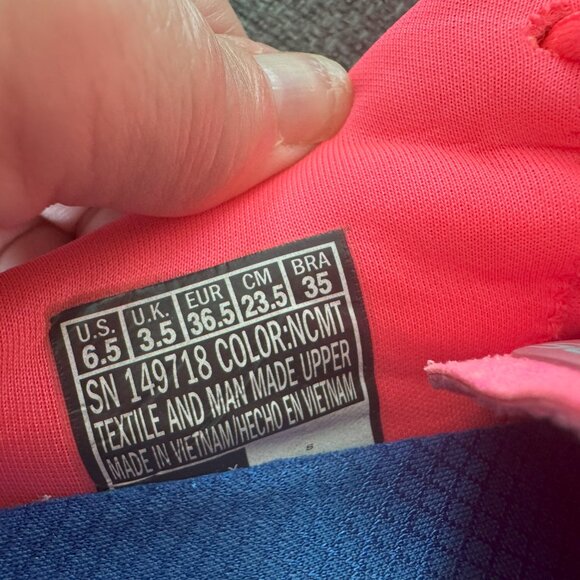 U.S. U.K. EUR CM BRA
6.5 3.5 36.5 23.5 35
SN 149718 COLOR:NCMT
TEXTILE AND MAN MADE UPPER
MADE IN VIETNAM/HECHO EN VIETNAM